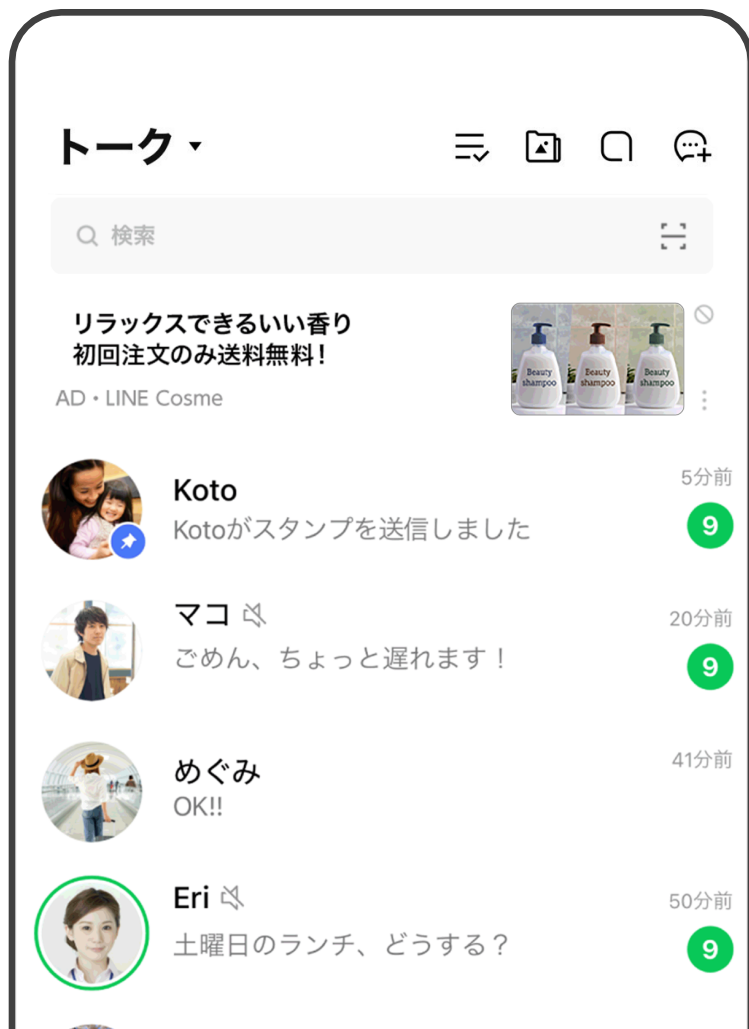 トーク
検索
リラックスできるいい香り
初回注文のみ送料無料！
AD・LINE Cosme
Beauty shampoo
Beauty shampoo
Beauty shampoo
Koto
5分前
Kotoがスタンプを送信しました
9
マコ
20分前
ごめん、ちょっと遅れます！
9
めぐみ
41分前
OK!!
Eri
50分前
土曜日のランチ、どうする？
9